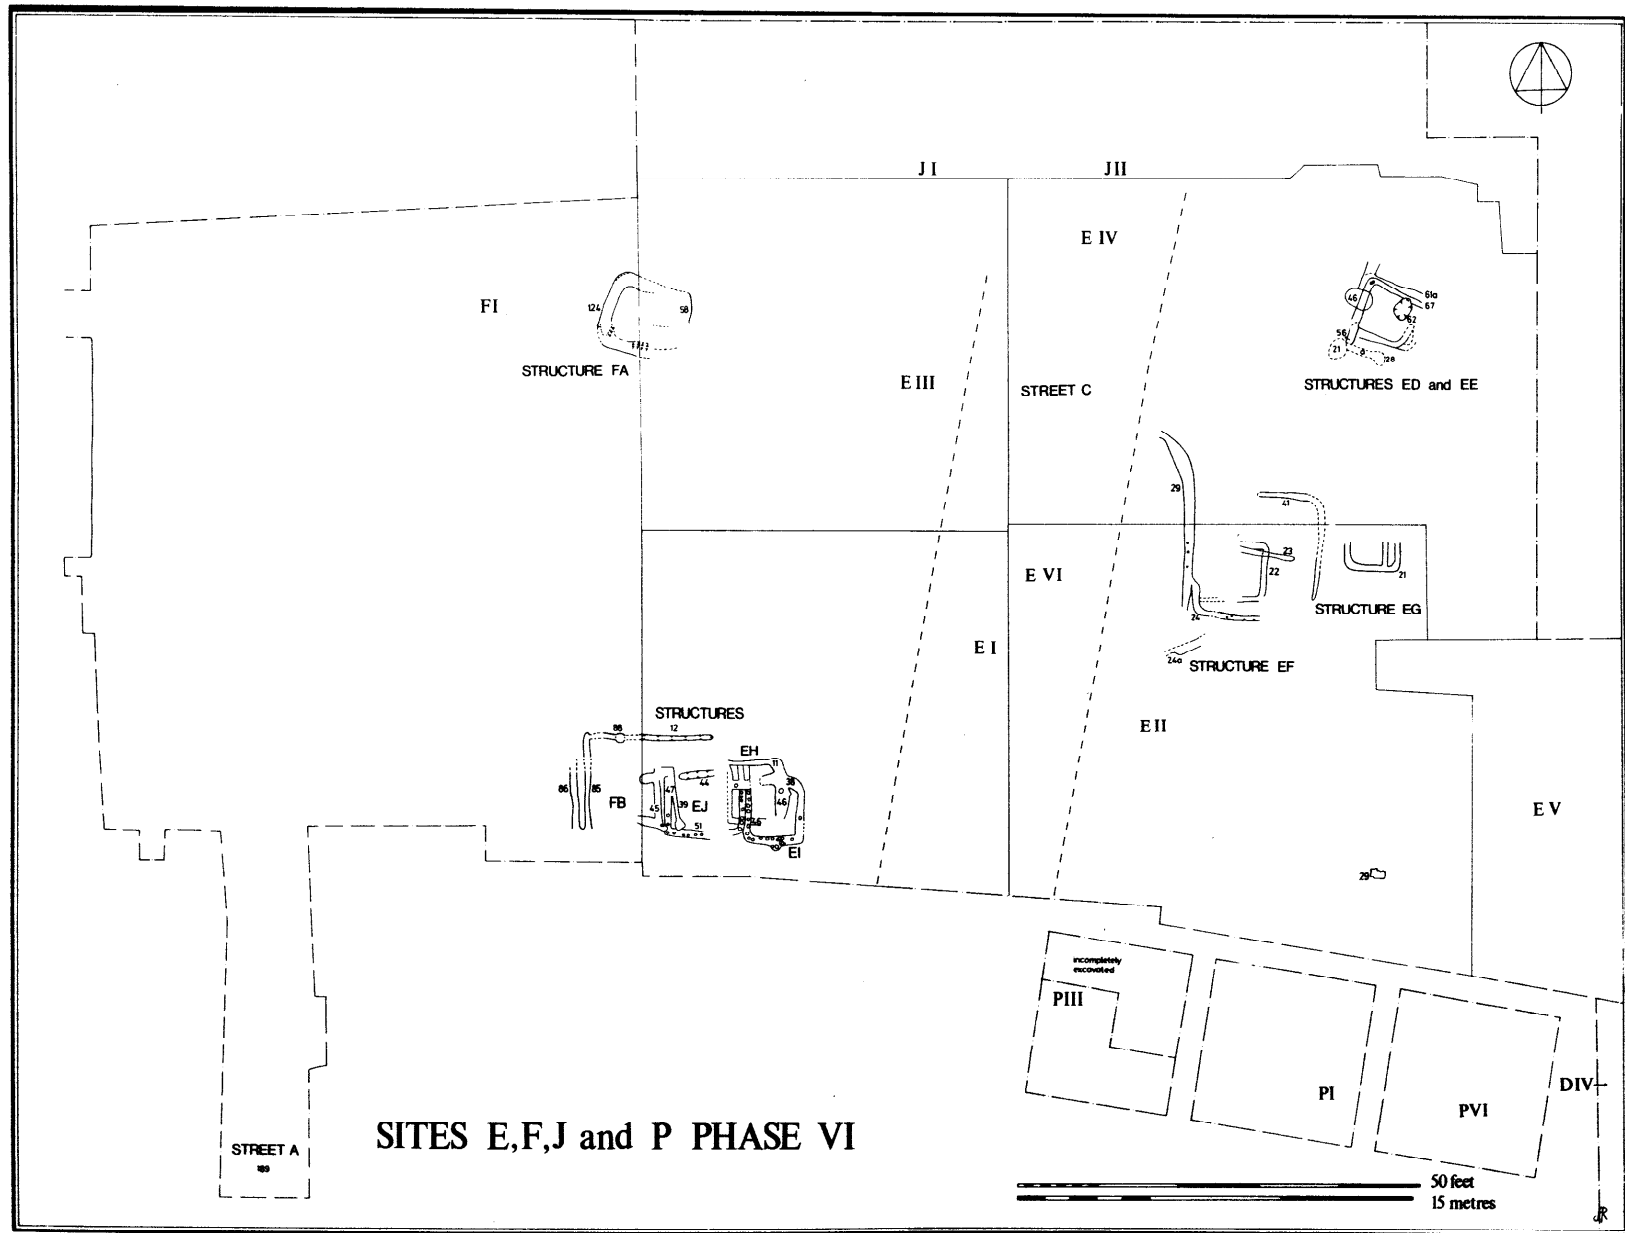 J I
J II
E IV
F I
124
58
STRUCTURE FA
E III
STREET C
46
61a
67
62
56
21
28
STRUCTURES ED and EE
29
41
23
22
21
E VI
STRUCTURE EG
24
24a
STRUCTURE EF
E I
E II
STRUCTURES
88
12
EH
11
38
86
85
FB
47
44
45
39
EJ
46
51
EI
E V
29
incompletely
excavated
PIII
PI
PVI
DIV
SITES E,F,J and P PHASE VI
STREET A
189
50 feet
15 metres